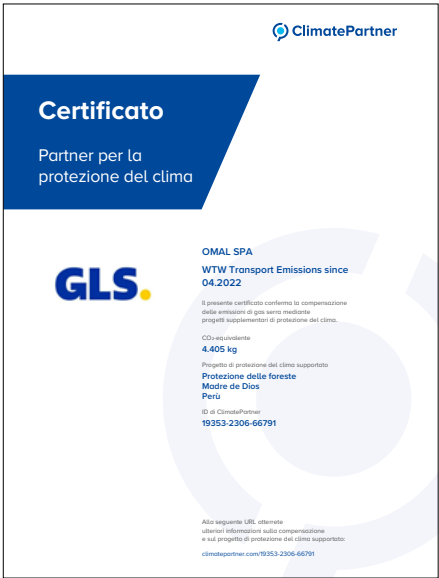 ClimatePartner
Certificato
Partner per la
protezione del clima
GLS.
OMAL SPA
WTW Transport Emissions since
04.2022
Il presente certificato conferma la compensazione
delle emissioni di gas serra mediante
progetti supplementari di protezione del clima.
CO₂-equivalente
4.405 kg
Progetto di protezione del clima supportato
Protezione delle foreste
Madre de Dios
Perù
ID di ClimatePartner
19353-2306-66791
Alla seguente URL otterrete
ulteriori informazioni sulla compensazione
e sul progetto di protezione del clima supportato:
climatepartner.com/19353-2306-66791